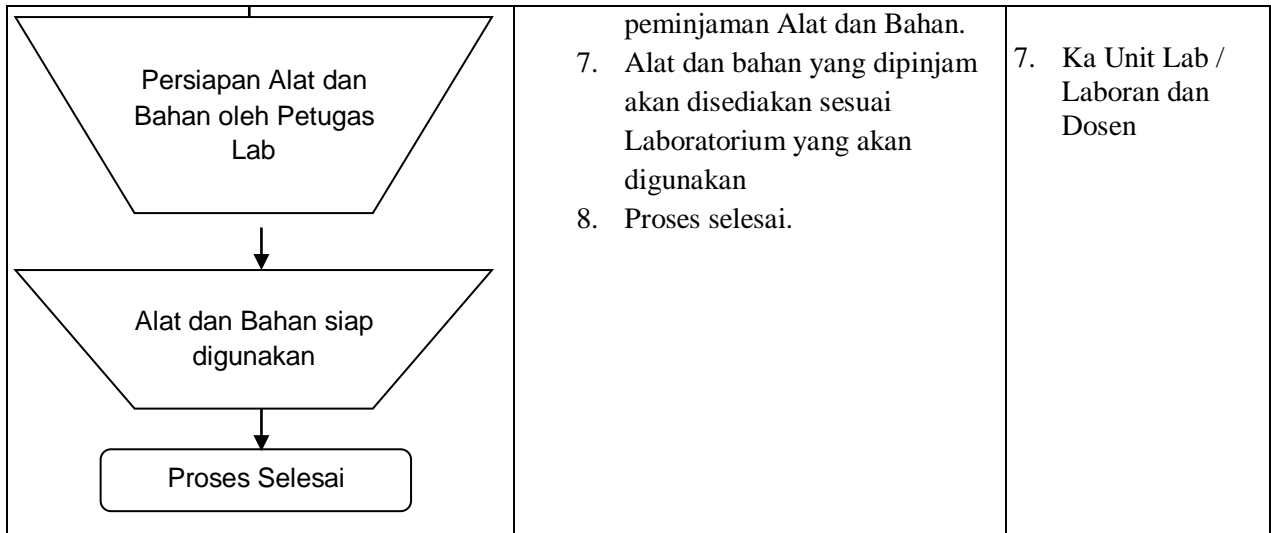 Persiapan Alat dan
Bahan oleh Petugas
Lab
Alat dan Bahan siap
digunakan
Proses Selesai
peminjaman Alat dan Bahan.
7. Alat dan bahan yang dipinjam
akan disediakan sesuai
Laboratorium yang akan
digunakan
8. Proses selesai.
7. Ka Unit Lab /
Laboran dan
Dosen